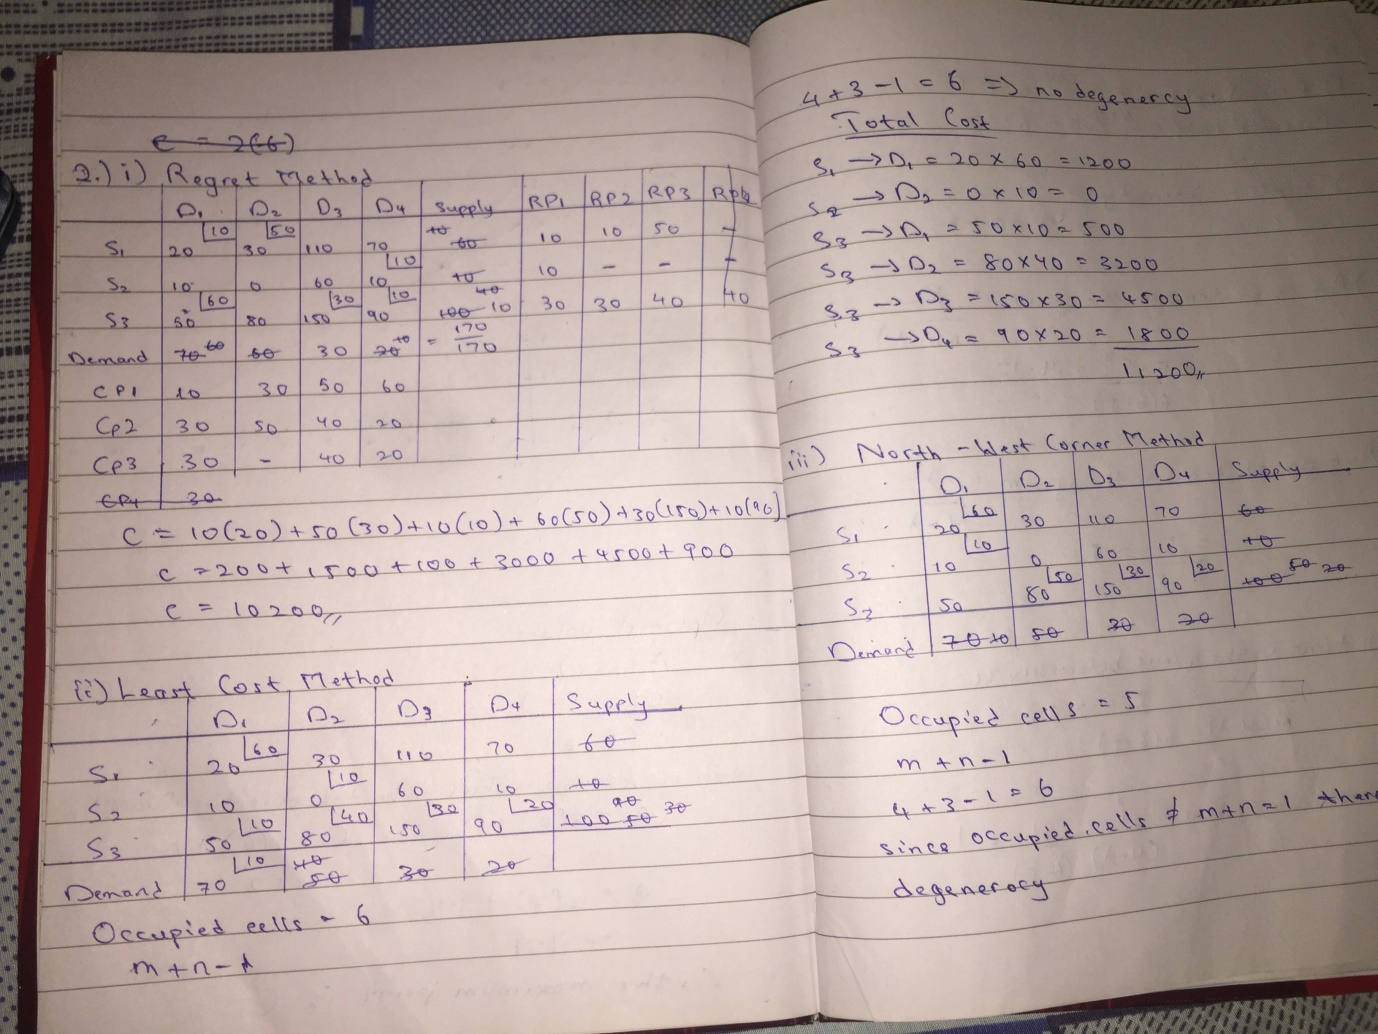 2.) i) Regret Method
D1 D2 D3 D4 Supply RP1 RP2 RP3 RP4
10 50
S1 20 30 110 70 10 60 10 10 50 -
10
S2 10 0 60 10 10 10 - - -
60 30 10 40
S3 50 80 150 90 100 10 30 30 40 40
Demand 70 60 50 30 20 10 = 170/170
CP1 10 30 50 60
CP2 30 50 40 20
CP3 30 - 40 20
CP4 30
C = 10(20) + 50(30) + 10(10) + 60(50) + 30(150) + 10(90)
C = 200 + 1500 + 100 + 3000 + 4500 + 900
C = 10200//
ii) Least Cost Method
D1 D2 D3 D4 Supply
60
S1 20 30 110 70 60
10
S2 10 0 60 10 10
10 40 30 20
S3 50 80 150 90 100 50 90 30
10 40
Demand 70 50 30 20
Occupied cells = 6
m+n-1
4+3-1 = 6 => no degenercy
Total Cost
S1 → D1 = 20 x 60 = 1200
S2 → D2 = 0 x 10 = 0
S3 → D1 = 50x10 = 500
S3 → D2 = 80x40 = 3200
S3 → D3 = 150x30 = 4500
S3 → D4 = 90x20 = 1800
11200//
iii) North-West Corner Method
D1 D2 D3 D4 Supply
60
S1 20 30 110 70 60
10
S2 10 0 60 10 10
50 30 20
S3 50 80 150 90 100 50 20
Demand 70 10 50 30 20
Occupied cells = 5
m+n-1
4+3-1 = 6
since occupied cells ≠ m+n=1
degenerocy